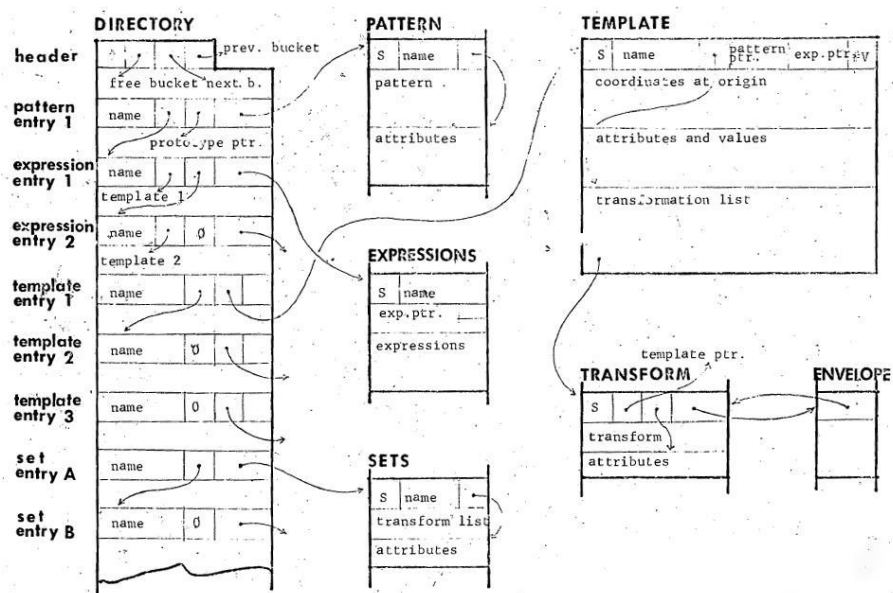 DIRECTORY
header
prev. bucket
free bucket next b.
pattern
entry 1
name
prototype ptr.
expression
entry 1
name
template 1
expression
entry 2
name 0
template 2
template
entry 1
name
template
entry 2
name 0
template
entry 3
name 0
set
entry A
name
set
entry B
name 0
PATTERN
S name
pattern
attributes
EXPRESSIONS
S name
exp.ptr.
expressions
SETS
S name
transform list
attributes
TEMPLATE
S name pattern ptr. exp.ptr.
coordinates at origin
attributes and values
transformation list
template ptr.
TRANSFORM
S
transform
attributes
ENVELOPE